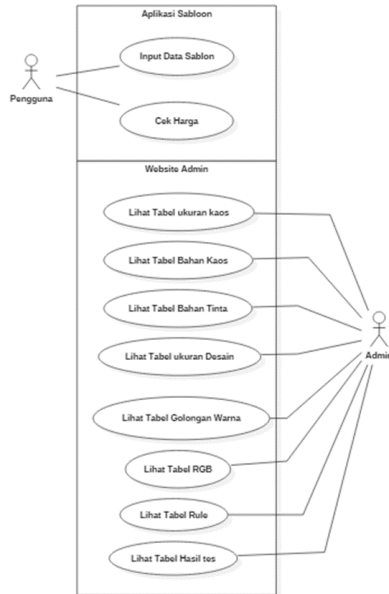 Aplikasi Sabloon
Input Data Sablon
Pengguna
Cek Harga
Website Admin
Lihat Tabel ukuran kaos
Lihat Tabel Bahan Kaos
Lihat Tabel Bahan Tinta
Lihat Tabel ukuran Desain
Admin
Lihat Tabel Golongan Warna
Lihat Tabel RGB
Lihat Tabel Rule
Lihat Tabel Hasil tes